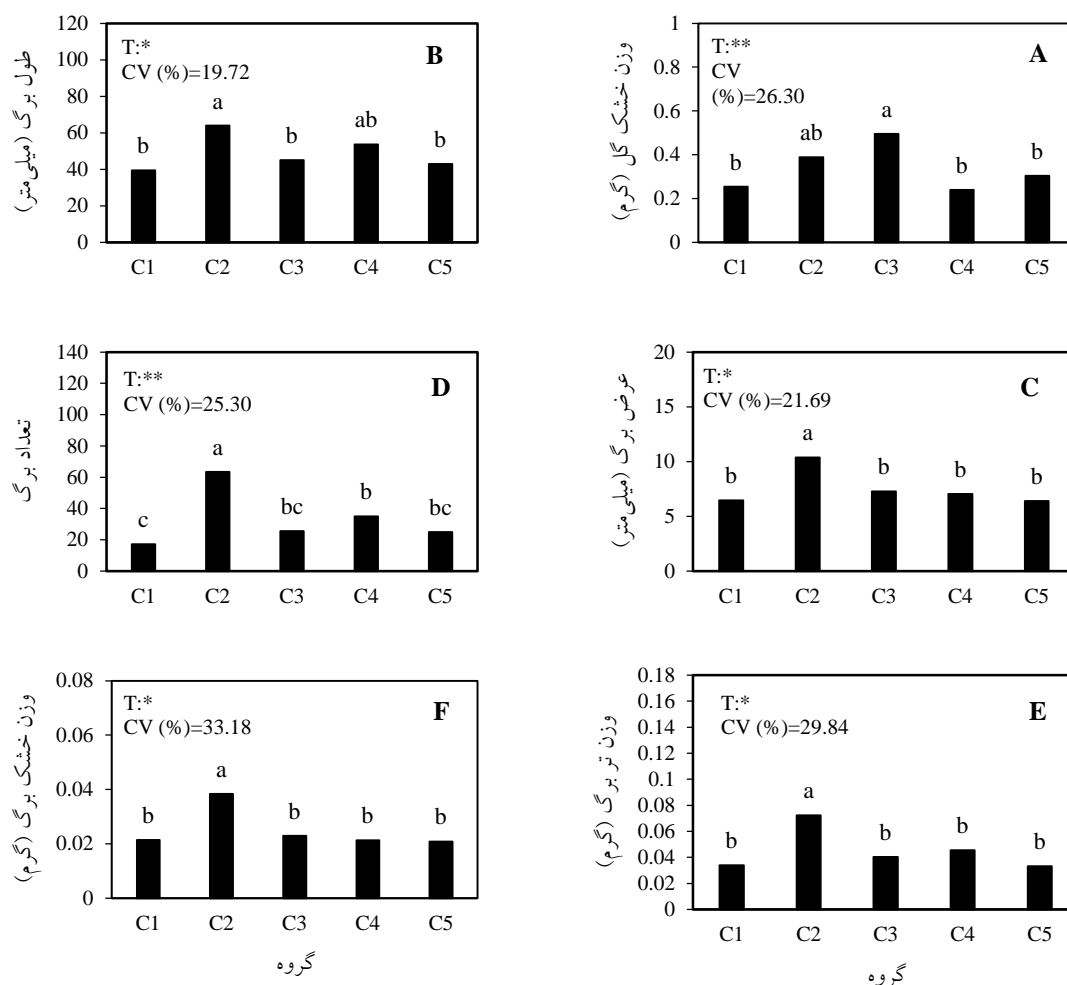 طول برگ (میلی‌متر)
120
100
80
60
40
20
0
T:*
CV (%)=19.72
B
b
a
b
ab
b
C1 C2 C3 C4 C5
وزن خشک گل (گرم)
1
0.8
0.6
0.4
0.2
0
T:**
CV
(%)=26.30
A
b
ab
a
b
b
C1 C2 C3 C4 C5
تعداد برگ
140
120
100
80
60
40
20
0
T:**
CV (%)=25.30
D
c
a
bc
b
bc
C1 C2 C3 C4 C5
عرض برگ (میلی‌متر)
20
15
10
5
0
T:*
CV (%)=21.69
C
b
a
b
b
b
C1 C2 C3 C4 C5
وزن خشک برگ (گرم)
0.08
0.06
0.04
0.02
0
T:*
CV (%)=33.18
F
b
a
b
b
b
C1 C2 C3 C4 C5
گروه
وزن تر برگ (گرم)
0.18
0.16
0.14
0.12
0.1
0.08
0.06
0.04
0.02
0
T:*
CV (%)=29.84
E
b
a
b
b
b
C1 C2 C3 C4 C5
گروه